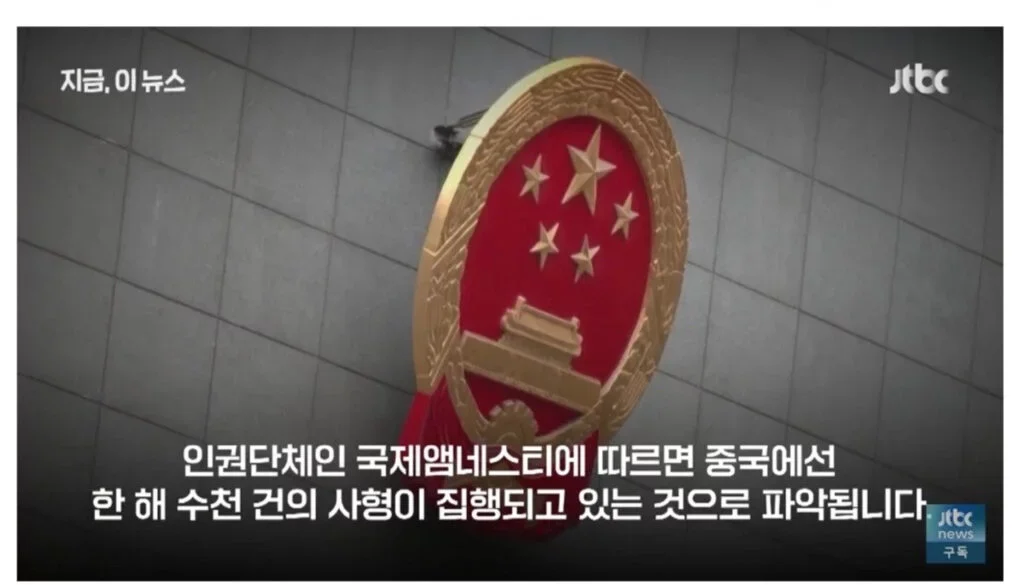 지금, 이 뉴스
jtbc
인권단체인 국제앰네스티에 따르면 중국에선
한 해 수천 건의 사형이 집행되고 있는 것으로 파악됩니다
jtbc
news
구독